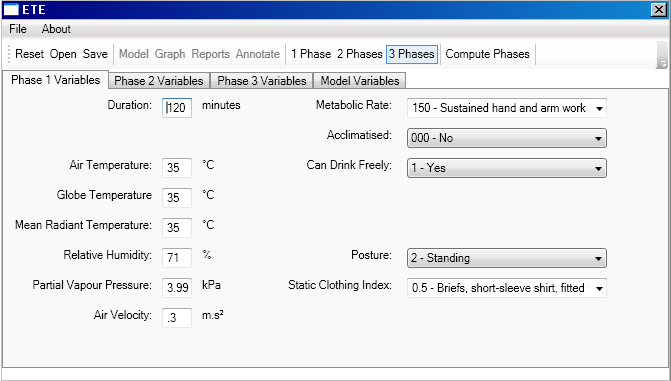 ETE
File About
Reset Open Save Model Graph Reports Annotate 1 Phase 2 Phases 3 Phases Compute Phases
Phase 1 Variables Phase 2 Variables Phase 3 Variables Model Variables
Duration: 120 minutes Metabolic Rate: 150 - Sustained hand and arm work
Acclimatised: 000 - No
Air Temperature: 35 °C Can Drink Freely: 1 - Yes
Globe Temperature 35 °C
Mean Radiant Temperature: 35 °C
Relative Humidity: 71 % Posture: 2 - Standing
Partial Vapour Pressure: 3.99 kPa Static Clothing Index: 0.5 - Briefs, short-sleeve shirt, fitted
Air Velocity: .3 m.s²